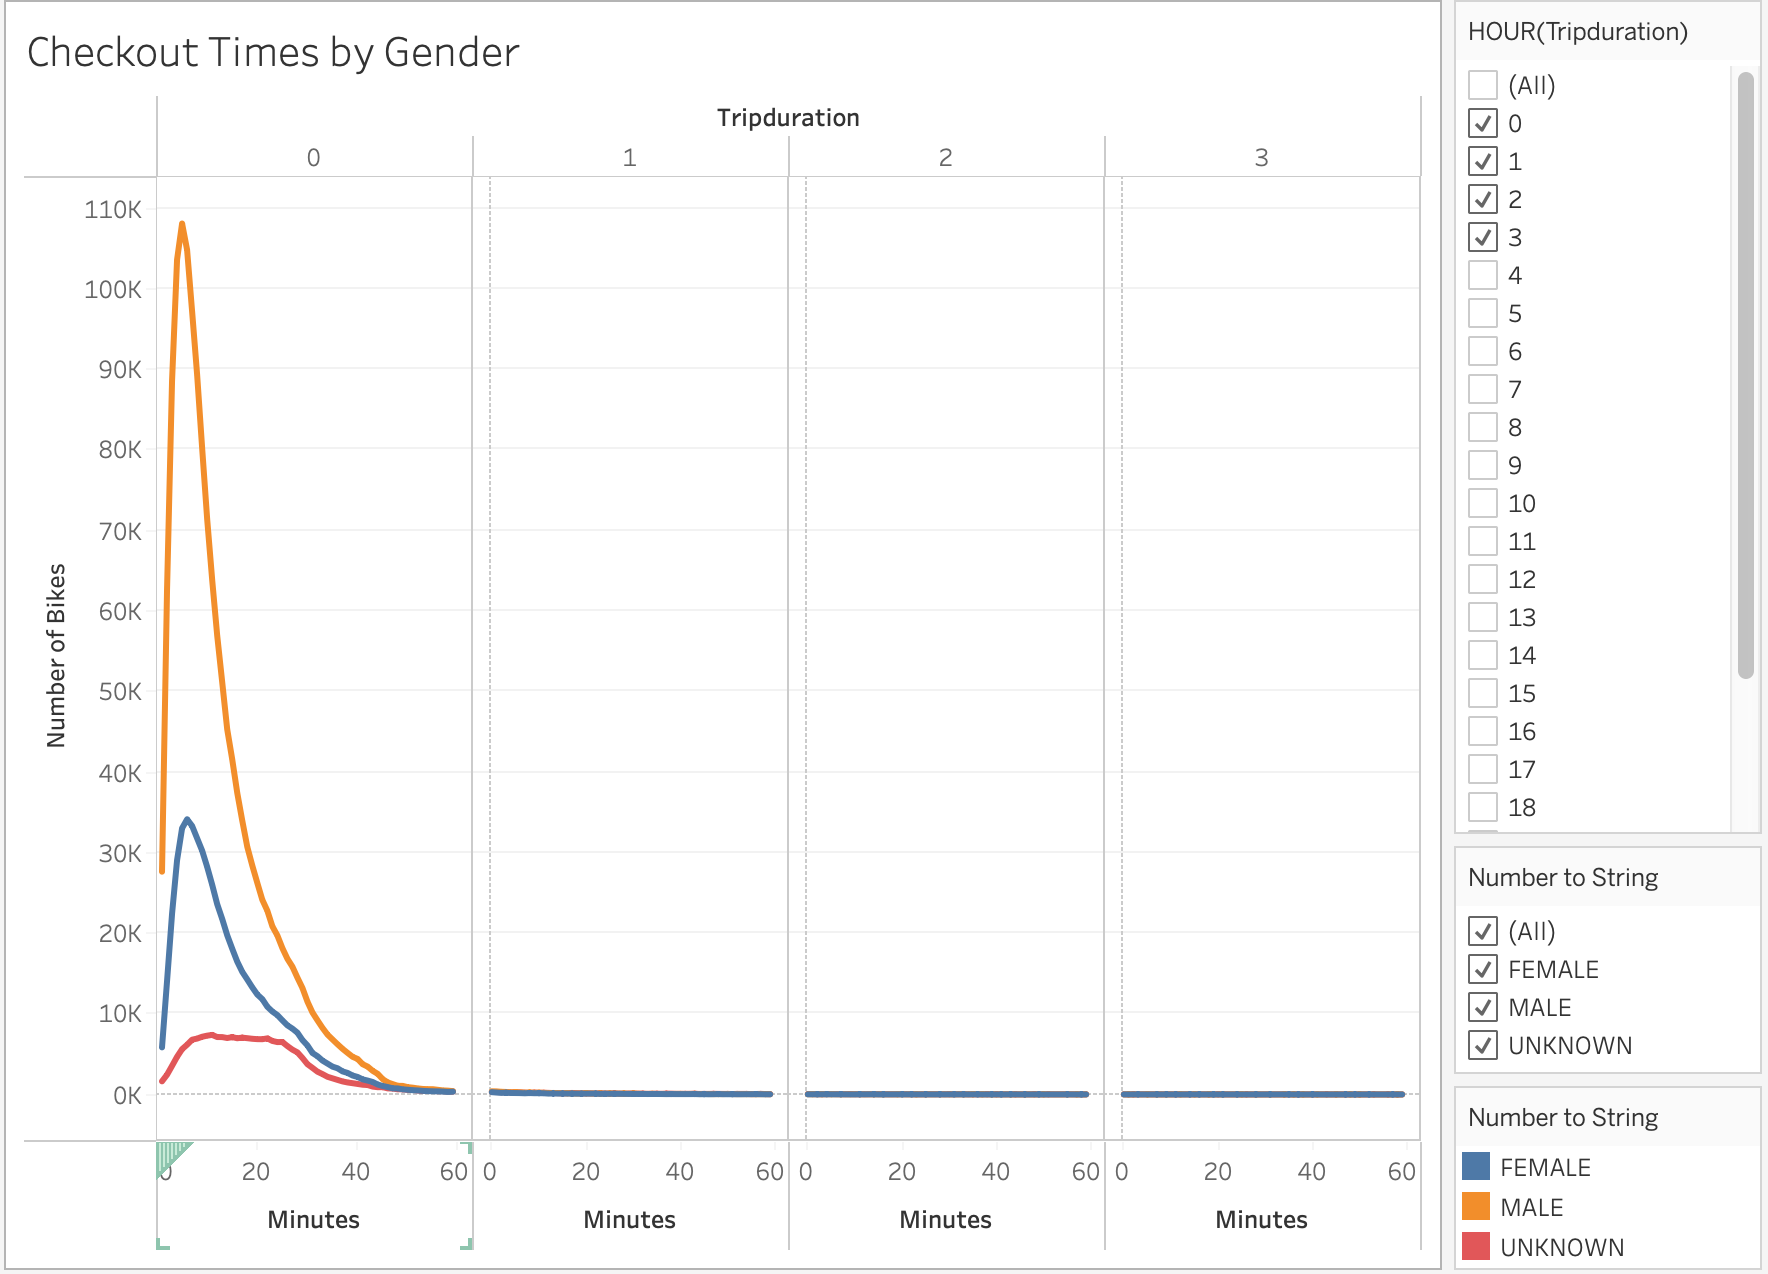 Checkout Times by Gender
Tripduration
0 1 2 3
110K
100K
90K
80K
70K
60K
50K
40K
30K
20K
10K
0K
Number of Bikes
0 20 40 60 0 20 40 60 0 20 40 60 0 20 40 60
Minutes Minutes Minutes Minutes
HOUR(Tripduration)
(All)
0
1
2
3
4
5
6
7
8
9
10
11
12
13
14
15
16
17
18
Number to String
(All)
FEMALE
MALE
UNKNOWN
Number to String
FEMALE
MALE
UNKNOWN